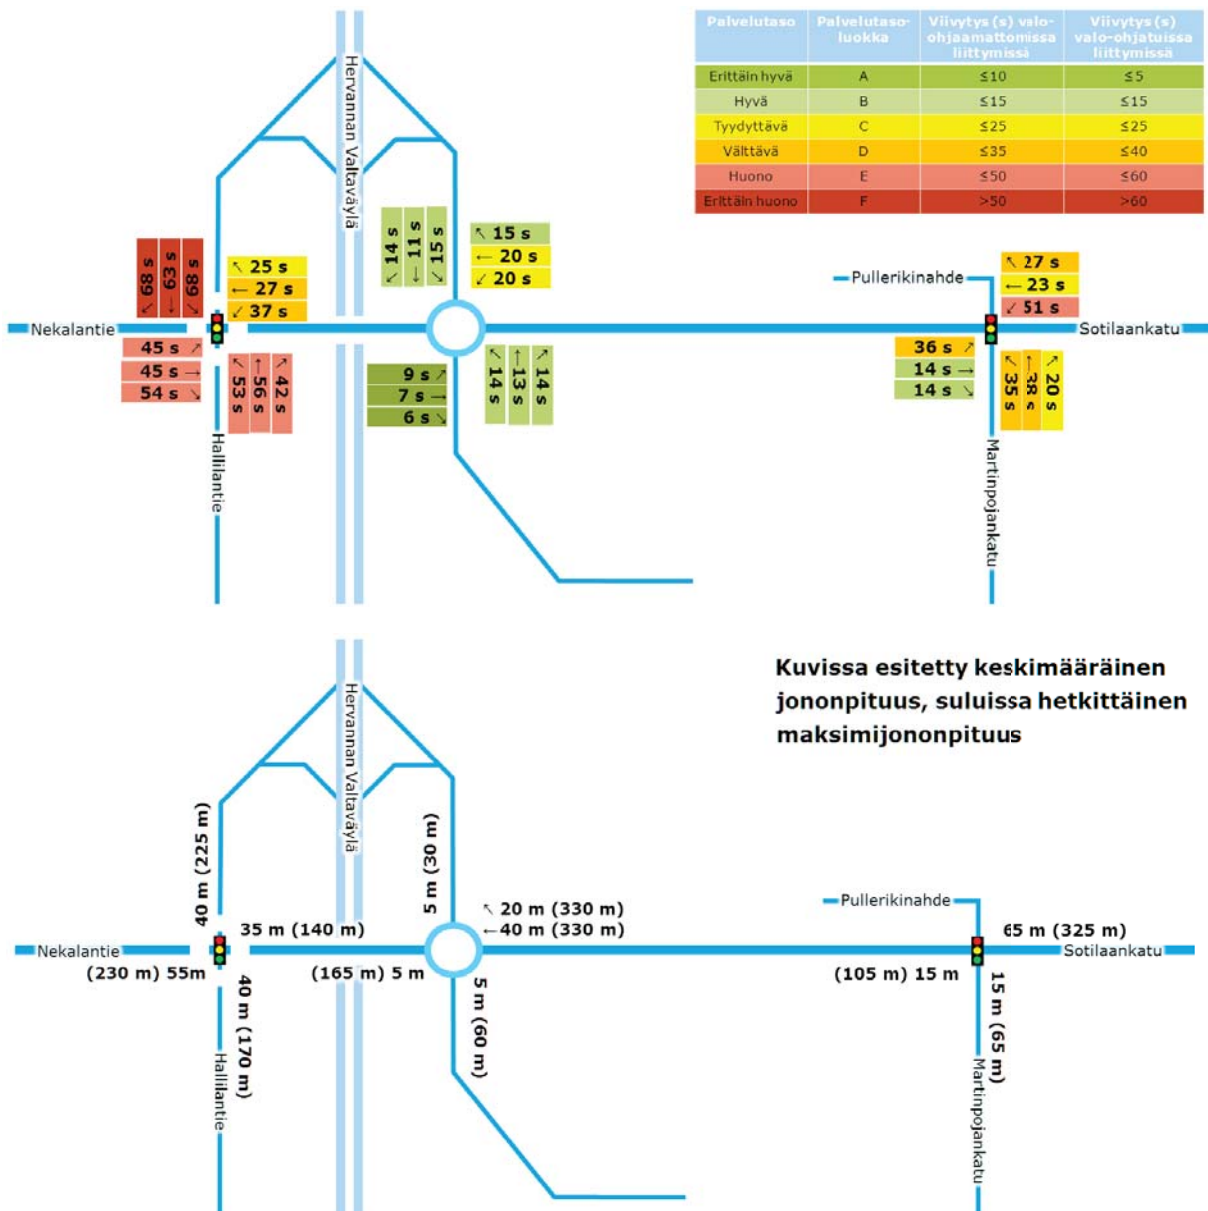 Palvelutaso
Palvelutaso-
luokka
Viivytys (s) valo-
ohjaamattomissa
liittymissä
Viivytys (s)
valo-ohjatuissa
liittymissä
Erittäin hyvä A ≤10 ≤5
Hyvä B ≤15 ≤15
Tyydyttävä C ≤25 ≤25
Välttävä D ≤35 ≤40
Huono E ≤50 ≤60
Erittäin huono F >50 >60
Hervannan Valtaväylä
↙ 68 s
← 63 s
↘ 68 s
↖ 25 s
← 27 s
↙ 37 s
↙ 14 s
← 11 s
↘ 15 s
↖ 15 s
← 20 s
↙ 20 s
Pullerikinahde
↖ 27 s
← 23 s
↙ 51 s
Nekalantie
Sotilaankatu
45 s ↗
45 s →
54 s ↘
↖ 53 s
← 56 s
↗ 42 s
9 s ↗
7 s →
6 s ↘
↖ 14 s
← 13 s
↗ 14 s
36 s ↗
14 s →
14 s ↘
↖ 35 s
← 38 s
↗ 20 s
Hallilantie
Martinpojankatu
Kuvissa esitetty keskimääräinen
jononpituus, suluissa hetkittäinen
maksimijononpituus
Hervannan Valtaväylä
40 m (225 m)
5 m (30 m)
Pullerikinahde
↖ 20 m (330 m)
← 40 m (330 m)
35 m (140 m)
65 m (325 m)
Nekalantie
Sotilaankatu
(230 m) 55m
(165 m) 5 m
(105 m) 15 m
40 m (170 m)
5 m (60 m)
15 m (65 m)
Hallilantie
Martinpojankatu